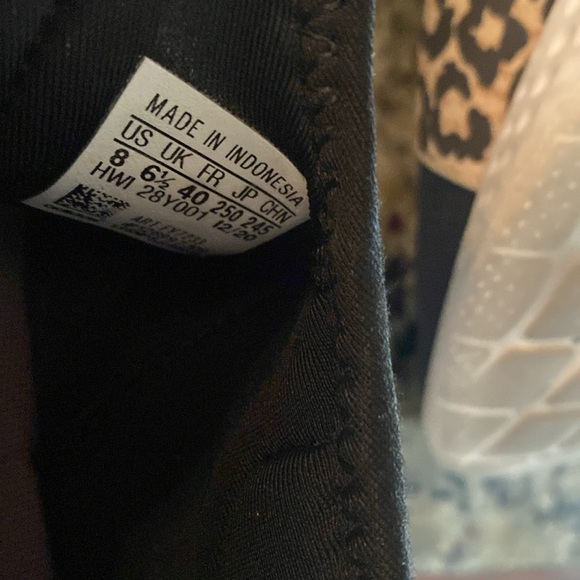 MADE IN INDONESIA
US UK FR JP CHN
8 6½ 40 250 245
HWI 28Y001 12/20